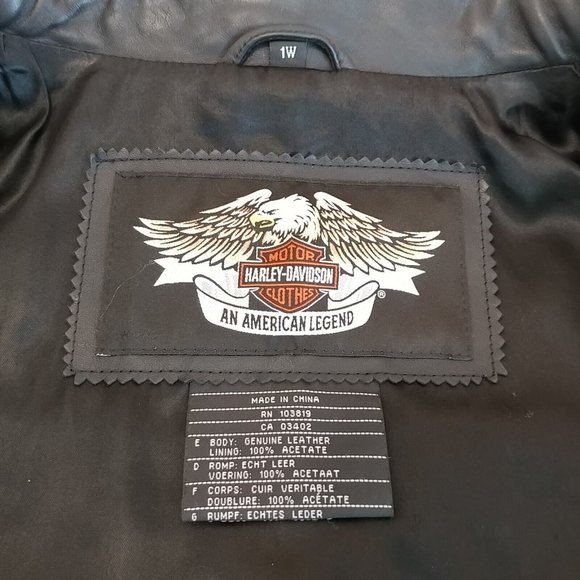 1W
MOTOR
HARLEY-DAVIDSON
CLOTHES
®
AN AMERICAN LEGEND
MADE IN CHINA
RN 103819
CA 03402
E BODY: GENUINE LEATHER
LINING: 100% ACETATE
D ROMP: ECHT LEER
VOERING: 100% ACETAAT
F CORPS: CUIR VERITABLE
DOUBLURE: 100% ACÉTATE
G RUMPF: ECHTES LEDER